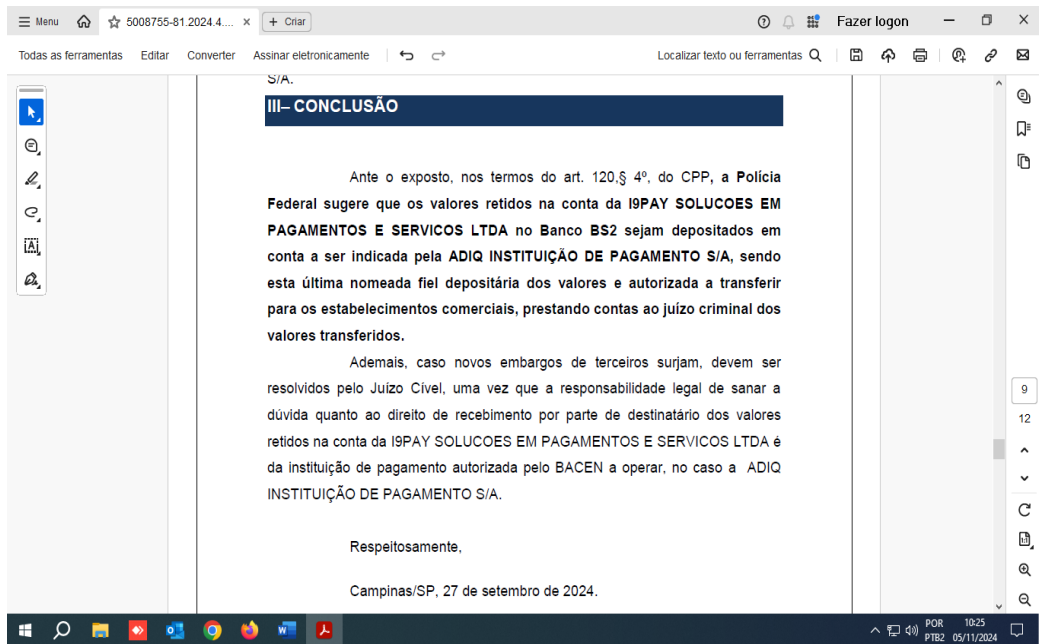 Menu
5008755-81.2024.4....
Criar
Fazer logon
Todas as ferramentas
Editar
Converter
Assinar eletronicamente
Localizar texto ou ferramentas
S/A.
III– CONCLUSÃO
Ante o exposto, nos termos do art. 120,§ 4º, do CPP, a Polícia
Federal sugere que os valores retidos na conta da I9PAY SOLUCOES EM
PAGAMENTOS E SERVICOS LTDA no Banco BS2 sejam depositados em
conta a ser indicada pela ADIQ INSTITUIÇÃO DE PAGAMENTO S/A, sendo
esta última nomeada fiel depositária dos valores e autorizada a transferir
para os estabelecimentos comerciais, prestando contas ao juízo criminal dos
valores transferidos.
Ademais, caso novos embargos de terceiros surjam, devem ser
resolvidos pelo Juízo Cível, uma vez que a responsabilidade legal de sanar a
dúvida quanto ao direito de recebimento por parte de destinatário dos valores
retidos na conta da I9PAY SOLUCOES EM PAGAMENTOS E SERVICOS LTDA é
da instituição de pagamento autorizada pelo BACEN a operar, no caso a ADIQ
INSTITUIÇÃO DE PAGAMENTO S/A.
Respeitosamente,
Campinas/SP, 27 de setembro de 2024.
9
12
POR
PTB2
10:25
05/11/2024